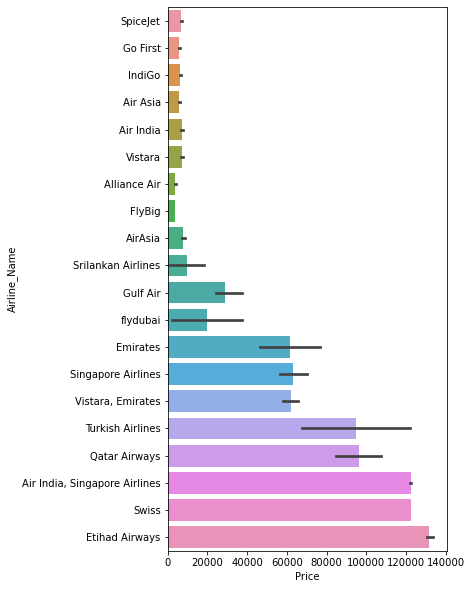 SpiceJet
Go First
IndiGo
Air Asia
Air India
Vistara
Alliance Air
FlyBig
AirAsia
Srilankan Airlines
Gulf Air
flydubai
Emirates
Singapore Airlines
Vistara, Emirates
Turkish Airlines
Qatar Airways
Air India, Singapore Airlines
Swiss
Etihad Airways
Airline_Name
0 20000 40000 60000 80000 100000 120000 140000
Price